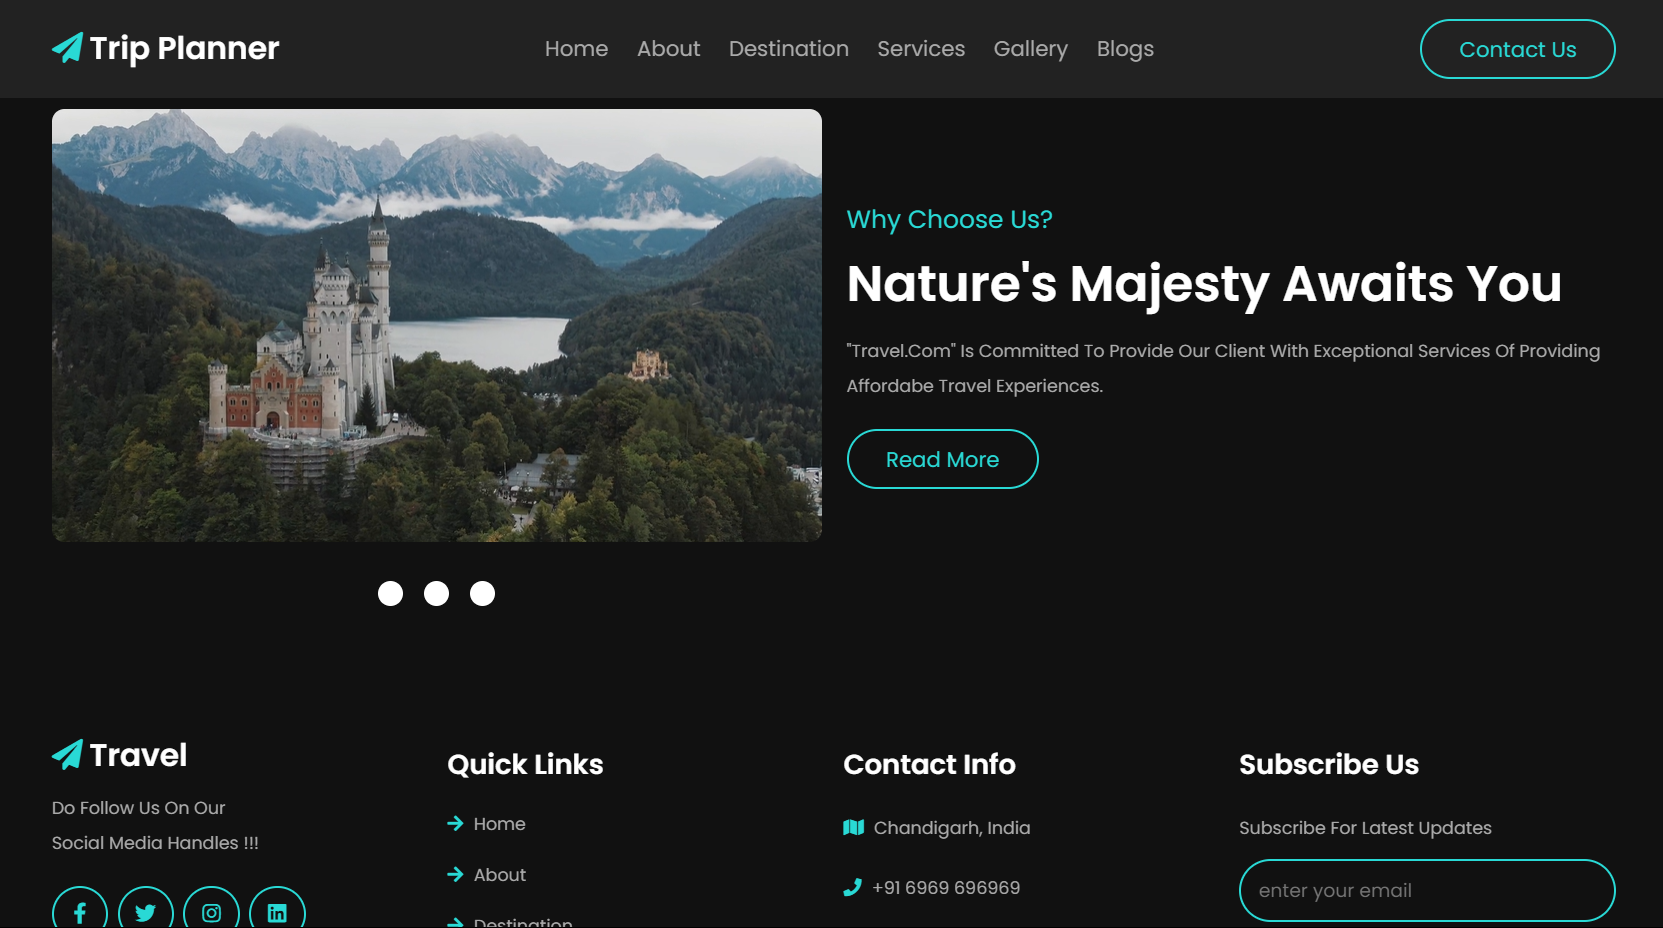 Trip Planner
Home About Destination Services Gallery Blogs
Contact Us
Why Choose Us?
Nature's Majesty Awaits You
"Travel.Com" Is Committed To Provide Our Client With Exceptional Services Of Providing
Affordabe Travel Experiences.
Read More
Travel
Do Follow Us On Our
Social Media Handles !!!
Quick Links
Home
About
Destination
Contact Info
Chandigarh, India
+91 6969 696969
Subscribe Us
Subscribe For Latest Updates
enter your email